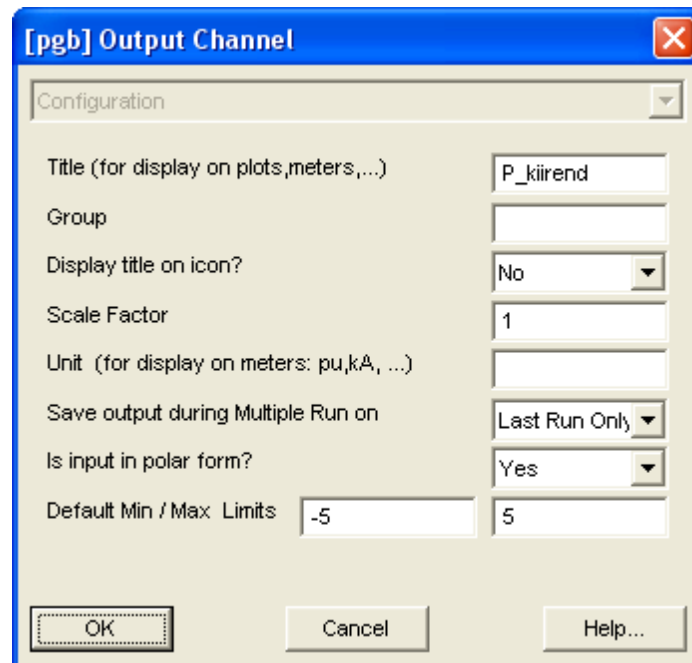 [pgb] Output Channel
Configuration
Title (for display on plots,meters,...) P_kiirend
Group
Display title on icon? No
Scale Factor 1
Unit (for display on meters: pu,kA, ...)
Save output during Multiple Run on Last Run Only
Is input in polar form? Yes
Default Min / Max Limits -5 5
OK Cancel Help...